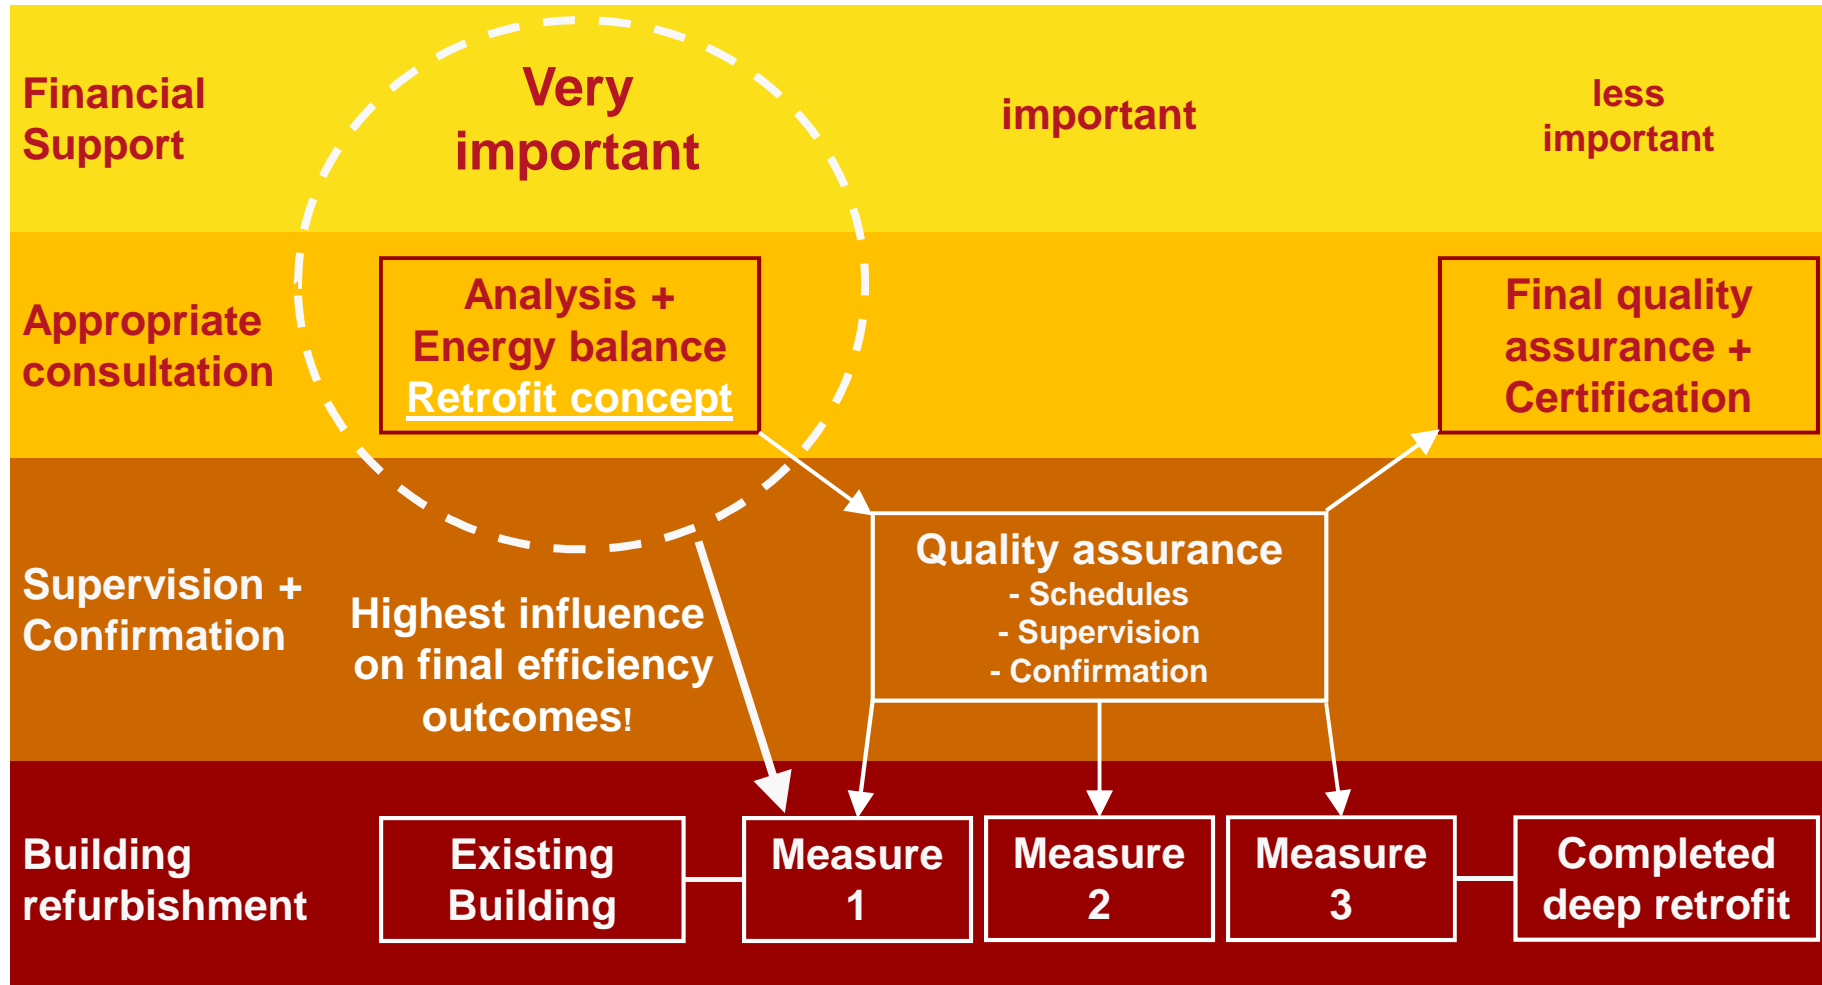 Financial
Support
Very
important
important
less
important
Appropriate
consultation
Analysis +
Energy balance
Retrofit concept
Final quality
assurance +
Certification
Supervision +
Confirmation
Highest influence
on final efficiency
outcomes!
Quality assurance
- Schedules
- Supervision
- Confirmation
Building
refurbishment
Existing
Building
Measure
1
Measure
2
Measure
3
Completed
deep retrofit